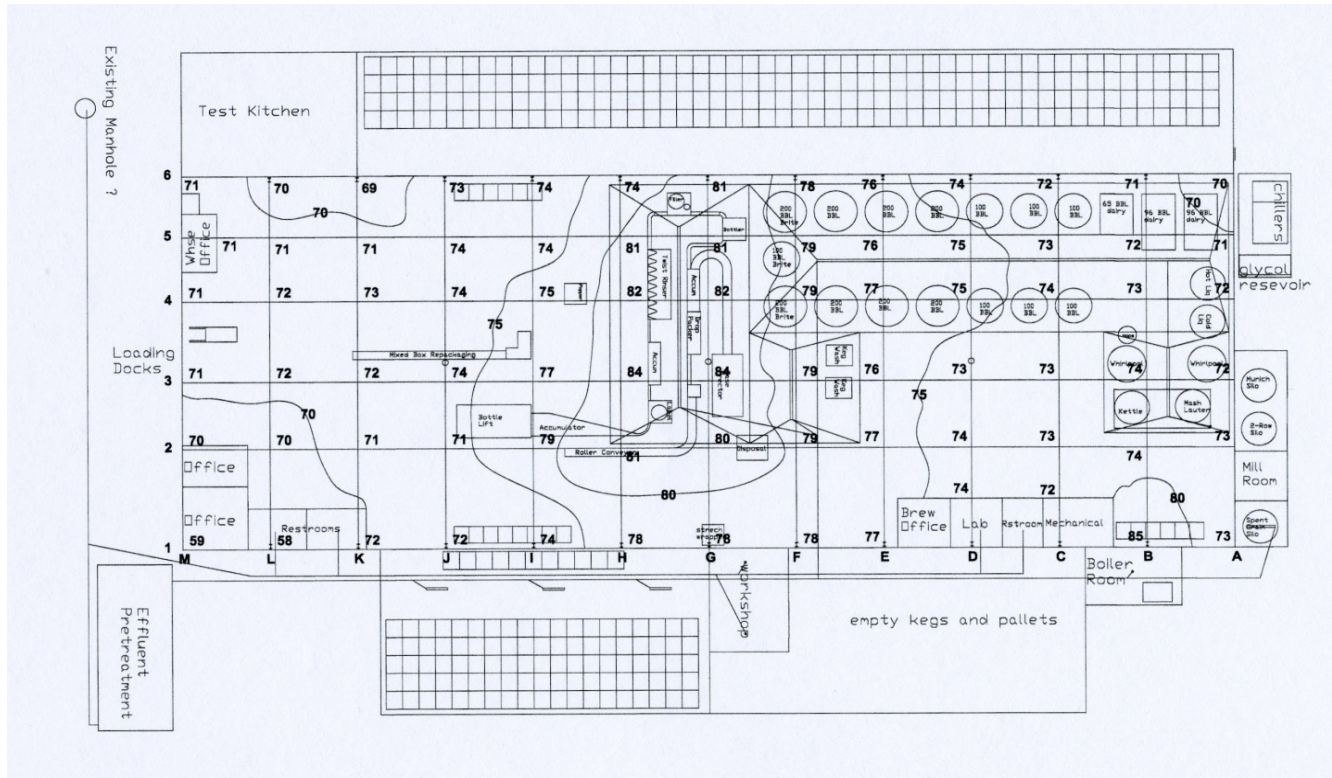 Existing Manhole ?
Test Kitchen
6
71
70
69
73
74
74
81
78
76
74
72
71
70
70
70
chillers
Filler
200 BBL Brite
200 BBL
200 BBL
200 BBL
100 BBL
100 BBL
100 BBL
65 BBL dairy
96 BBL dairy
96 BBL dairy
Whse Office
Bottler
5
71
71
71
74
74
81
81
79
76
75
73
72
71
100 BBL Brite
Twist Rinser
Accum
Hot Liq
glycol
resevoir
4
71
72
73
74
75
82
82
79
77
75
74
73
72
200 BBL Brite
200 BBL
200 BBL
200 BBL
100 BBL
100 BBL
100 BBL
Drop Packer
Cold Liq
75
Loading
Docks
Mixed Box Repackaging
Accum
Keg Wash
Whirlpool
Whirlpool
3
71
72
72
74
77
84
84
79
76
73
73
74
72
Keg Wash
75
Munich Silo
70
Bottle Lift
Kettle
Mash Lauter
Accumulator
2-Row Silo
2
70
70
71
71
79
81
80
79
77
74
73
74
73
Roller Conveyor
Disposal
Office
Mill Room
80
74
72
80
Office
Restrooms
Brew Office
Lab
Rstroom
Mechanical
strech wrapper
Spent Grain Silo
1
59
58
72
72
74
78
78
78
77
85
73
M
L
K
J
I
H
G
F
E
D
C
B
A
Boiler
Room
Workshop
Effluent
Pretreatment
empty kegs and pallets